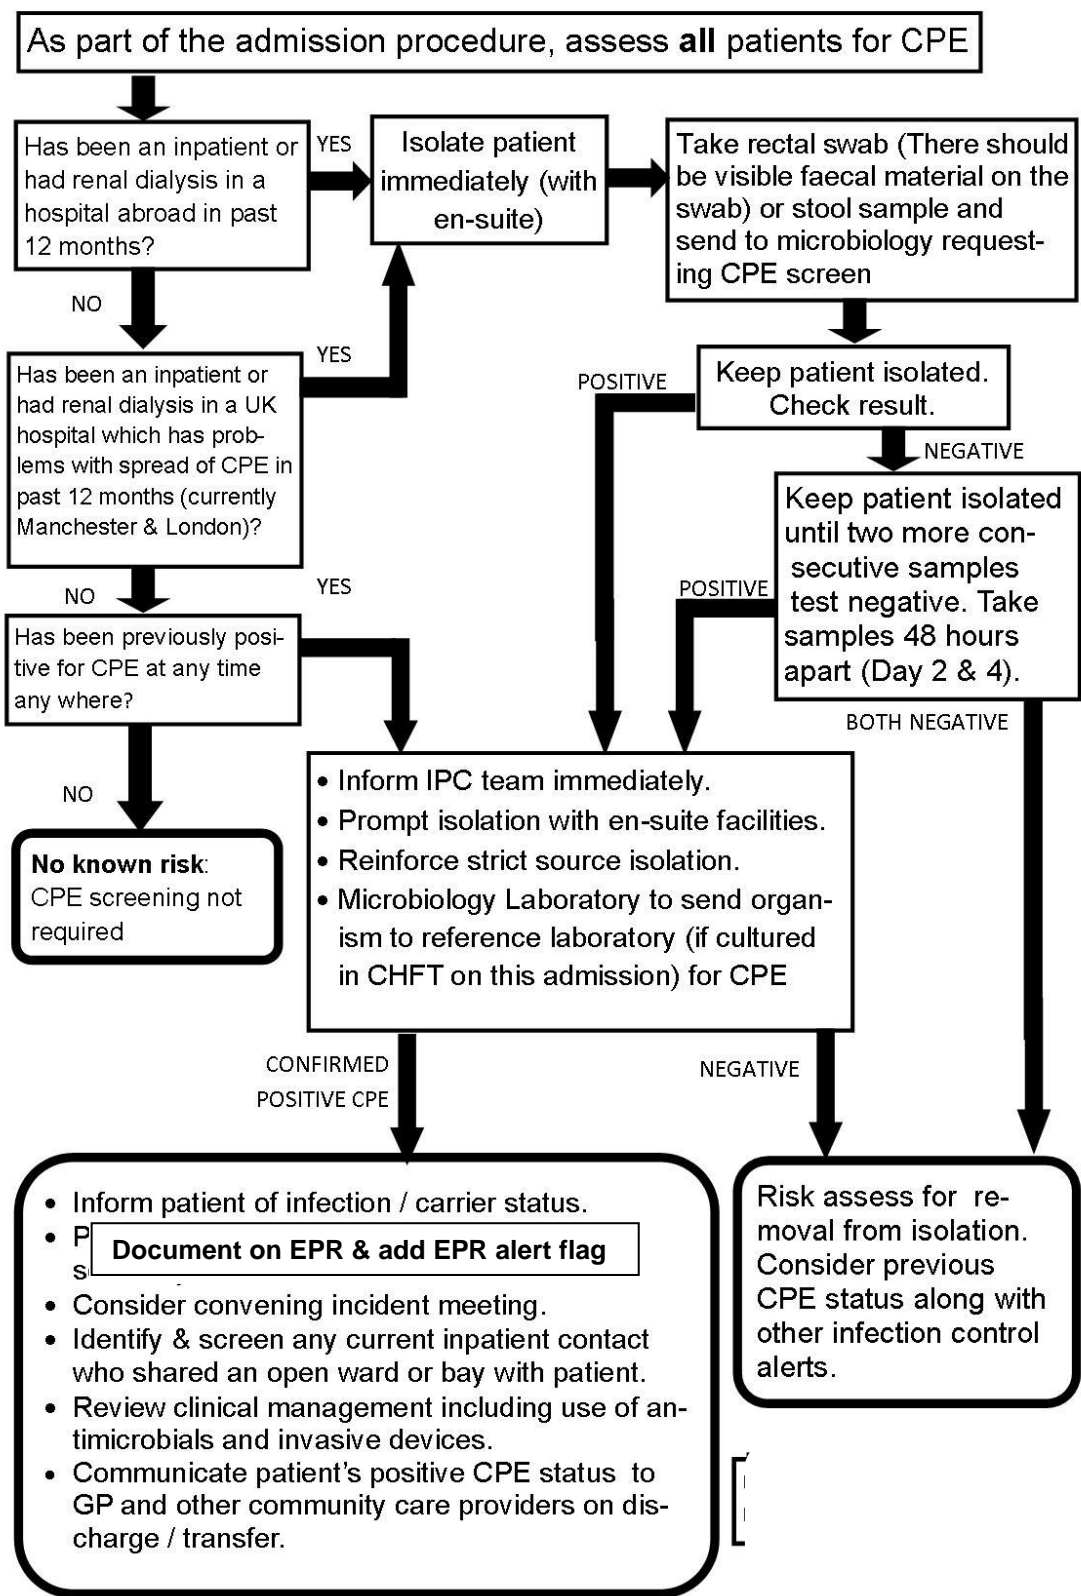 As part of the admission procedure, assess all patients for CPE
Has been an inpatient or
had renal dialysis in a
hospital abroad in past
12 months?
YES
Isolate patient
immediately (with
en-suite)
Take rectal swab (There should
be visible faecal material on the
swab) or stool sample and
send to microbiology request-
ing CPE screen
NO
Has been an inpatient or
had renal dialysis in a UK
hospital which has prob-
lems with spread of CPE in
past 12 months (currently
Manchester & London)?
YES
POSITIVE
Keep patient isolated.
Check result.
NEGATIVE
Keep patient isolated
until two more con-
secutive samples
test negative. Take
samples 48 hours
apart (Day 2 & 4).
NO
YES
POSITIVE
Has been previously posi-
tive for CPE at any time
any where?
BOTH NEGATIVE
NO
No known risk:
CPE screening not
required
• Inform IPC team immediately.
• Prompt isolation with en-suite facilities.
• Reinforce strict source isolation.
• Microbiology Laboratory to send organ-
ism to reference laboratory (if cultured
in CHFT on this admission) for CPE
CONFIRMED
POSITIVE CPE
NEGATIVE
• Inform patient of infection / carrier status.
Document on EPR & add EPR alert flag
• Consider convening incident meeting.
• Identify & screen any current inpatient contact
who shared an open ward or bay with patient.
• Review clinical management including use of an-
timicrobials and invasive devices.
• Communicate patient's positive CPE status to
GP and other community care providers on dis-
charge / transfer.
Risk assess for re-
moval from isolation.
Consider previous
CPE status along with
other infection control
alerts.